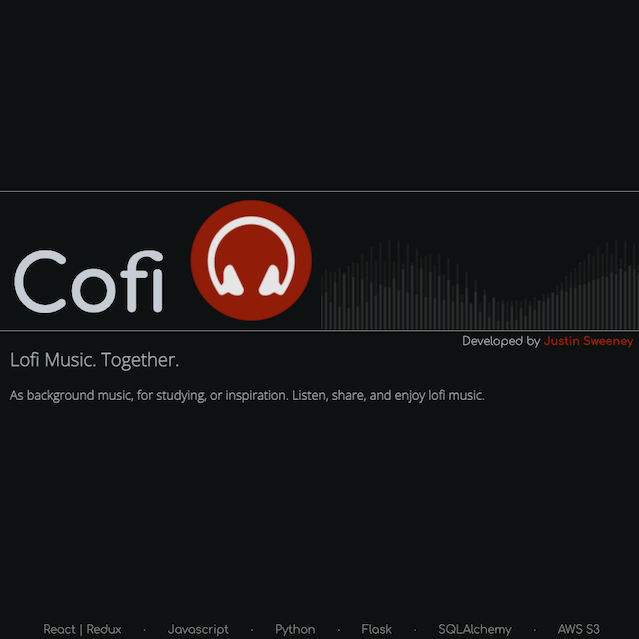 Cofi
Developed by Justin Sweeney
Lofi Music. Together.
As background music, for studying, or inspiration. Listen, share, and enjoy lofi music.
React | Redux · Javascript · Python · Flask · SQLAlchemy · AWS S3